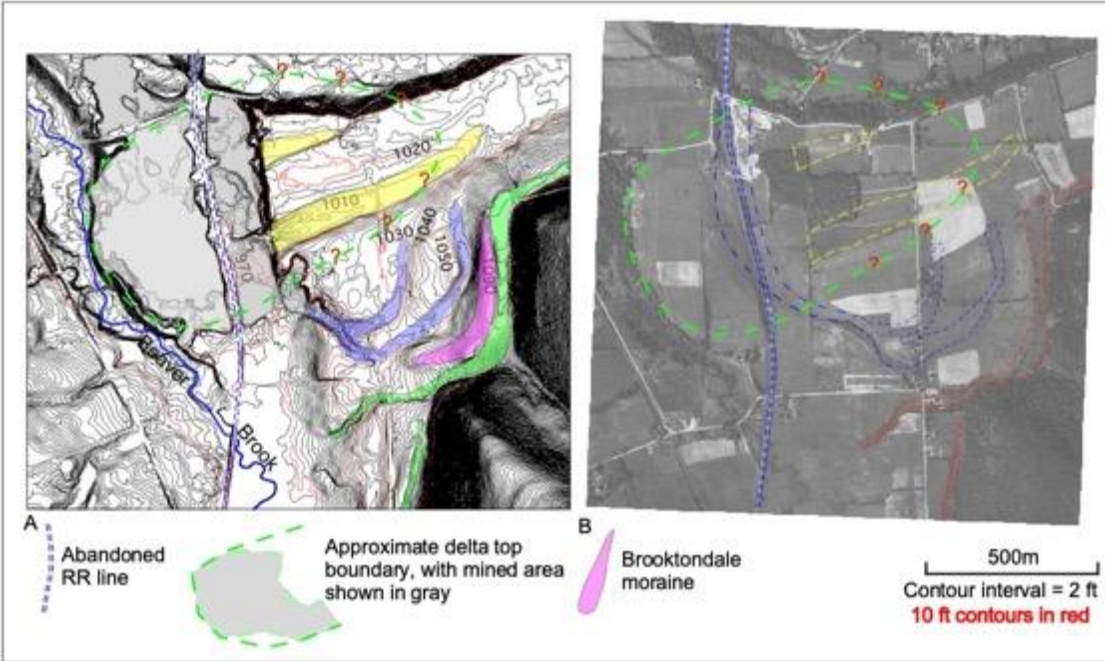 ?
?
?
1020
?
1010
?
1030
1040
1050
?
970
1100
Beaver
Brook
?
?
?
?
?
?
A
Abandoned
RR line
Approximate delta top
boundary, with mined area
shown in gray
B
Brooktondale
moraine
500m
Contour interval = 2 ft
10 ft contours in red